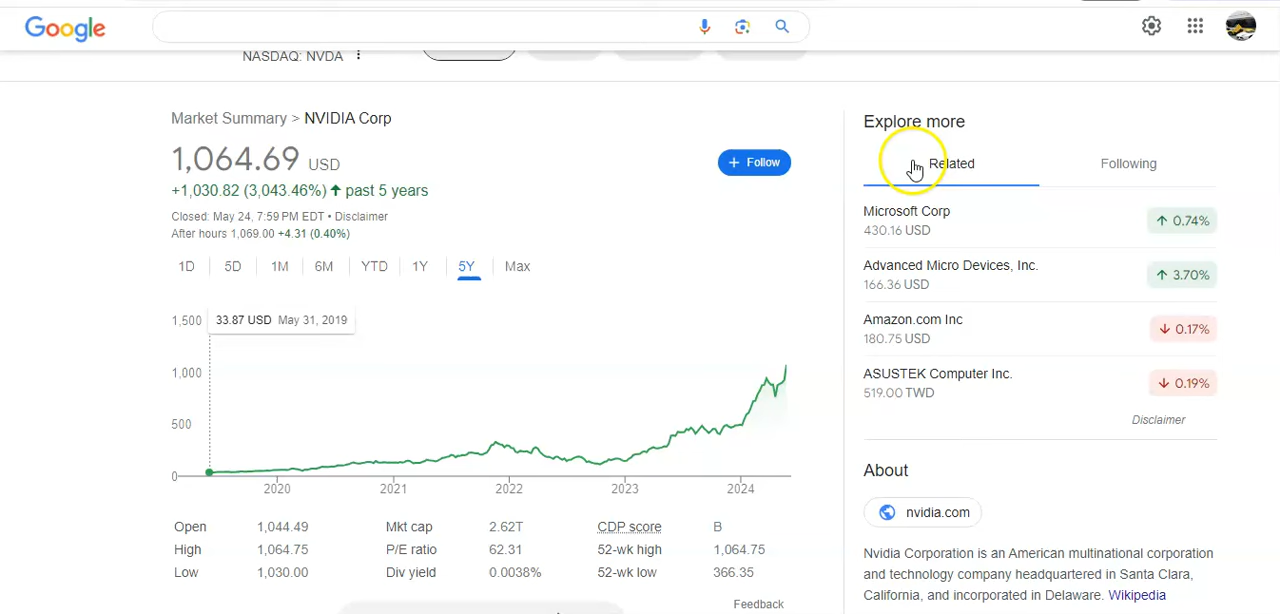 Google
NASDAQ: NVDA
Market Summary > NVIDIA Corp
1,064.69 USD
+ Follow
+1,030.82 (3,043.46%) ↑ past 5 years
Closed: May 24, 7:59 PM EDT • Disclaimer
After hours 1,069.00 +4.31 (0.40%)
1D 5D 1M 6M YTD 1Y 5Y Max
33.87 USD May 31, 2019
1,500
1,000
500
0
2020 2021 2022 2023 2024
Open 1,044.49 Mkt cap 2.62T CDP score B
High 1,064.75 P/E ratio 62.31 52-wk high 1,064.75
Low 1,030.00 Div yield 0.0038% 52-wk low 366.35
Feedback
Explore more
Related Following
Microsoft Corp
430.16 USD
↑ 0.74%
Advanced Micro Devices, Inc.
166.36 USD
↑ 3.70%
Amazon.com Inc
180.75 USD
↓ 0.17%
ASUSTEK Computer Inc.
519.00 TWD
↓ 0.19%
Disclaimer
About
nvidia.com
Nvidia Corporation is an American multinational corporation
and technology company headquartered in Santa Clara,
California, and incorporated in Delaware. Wikipedia